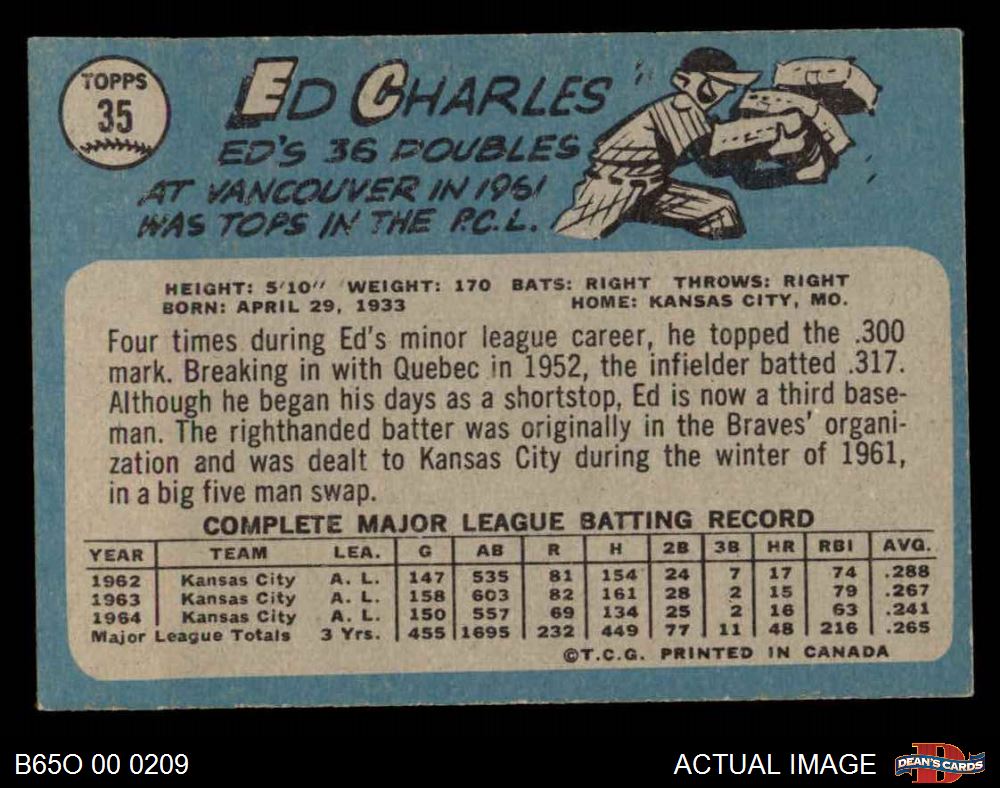 TOPPS
35
ED CHARLES
ED'S 36 DOUBLES
AT VANCOUVER IN 1961
WAS TOPS IN THE P.C.L.
HEIGHT: 5'10" WEIGHT: 170 BATS: RIGHT THROWS: RIGHT
BORN: APRIL 29, 1933 HOME: KANSAS CITY, MO.
Four times during Ed's minor league career, he topped the .300
mark. Breaking in with Quebec in 1952, the infielder batted .317.
Although he began his days as a shortstop, Ed is now a third base-
man. The righthanded batter was originally in the Braves' organi-
zation and was dealt to Kansas City during the winter of 1961,
in a big five man swap.
COMPLETE MAJOR LEAGUE BATTING RECORD
YEAR TEAM LEA. G AB R H 2B 3B HR RBI AVG.
1962 Kansas City A. L. 147 535 81 154 24 7 17 74 .288
1963 Kansas City A. L. 158 603 82 161 28 2 15 79 .267
1964 Kansas City A. L. 150 557 69 134 25 2 16 63 .241
Major League Totals 3 Yrs. 455 1695 232 449 77 11 48 216 .265
©T.C.G. PRINTED IN CANADA
B65O 00 0209 ACTUAL IMAGE DEAN'S CARDS